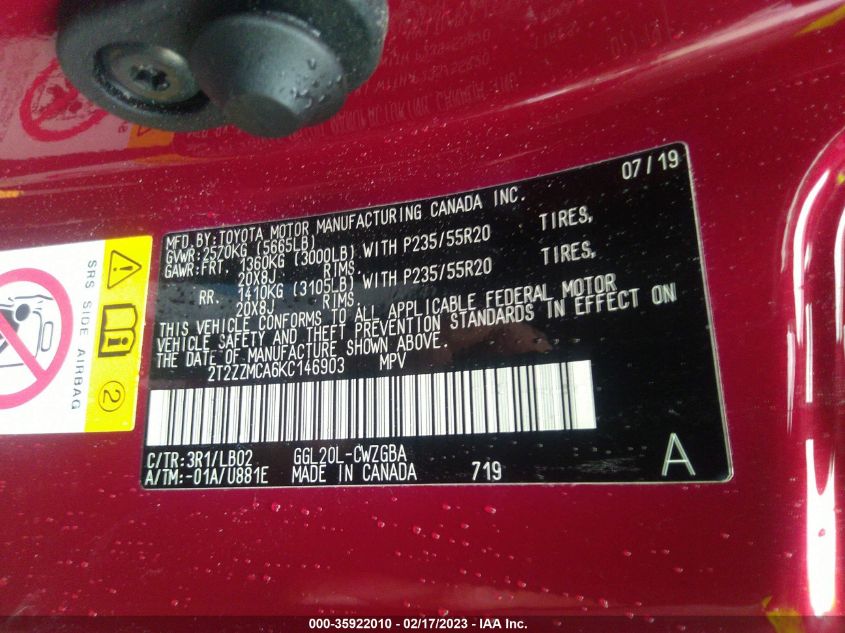 07/19
MFD. BY: TOYOTA MOTOR MANUFACTURING CANADA INC.
GVWR: 2570KG (5665LB)
GAWR: FRT. 1360KG (3000LB) WITH P235/55R20 TIRES,
20X8J RIMS.
RR. 1410KG (3105LB) WITH P235/55R20 TIRES,
20X8J RIMS.
THIS VEHICLE CONFORMS TO ALL APPLICABLE FEDERAL MOTOR
VEHICLE SAFETY AND THEFT PREVENTION STANDARDS IN EFFECT ON
THE DATE OF MANUFACTURE SHOWN ABOVE.
2T2ZZMCA6KC146903 MPV
C/TR: 3R1/LB02 GGL20L-CWZGBA
A/TM:-01A/U881E MADE IN CANADA 719 A
SRS SIDE AIRBAG
2
000-35922010 - 02/17/2023 - IAA Inc.